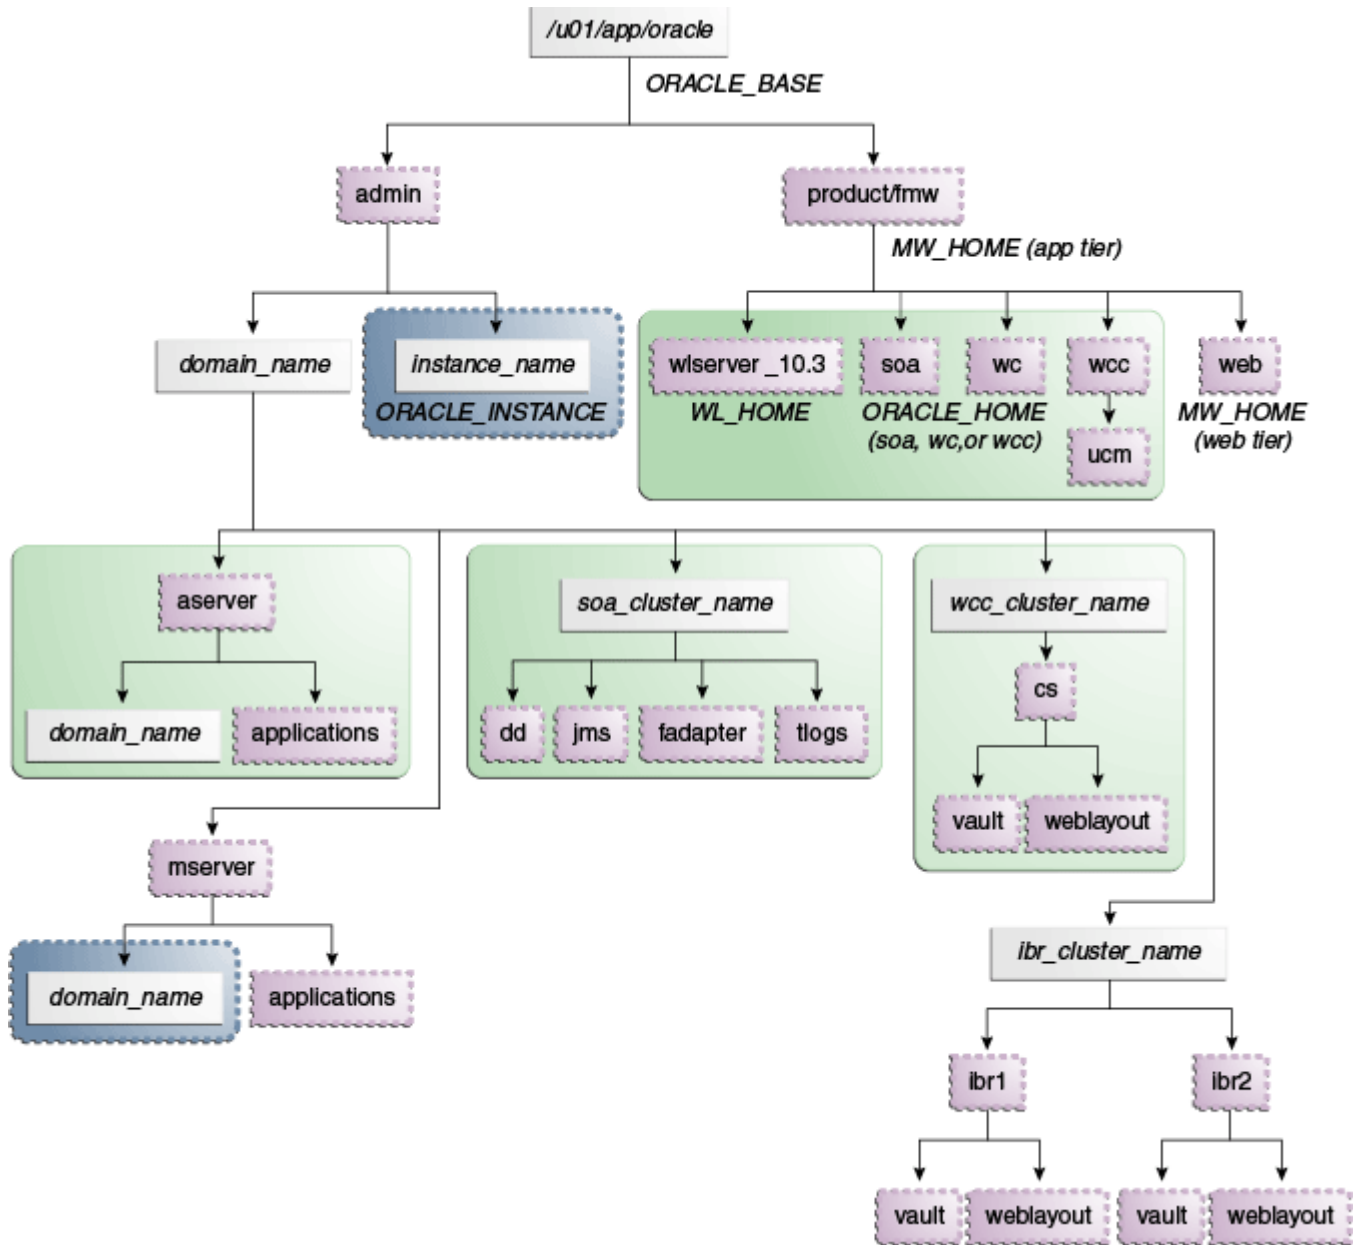 /u01/app/oracle
ORACLE_BASE
admin
product/fmw
MW_HOME (app tier)
domain_name
instance_name
ORACLE_INSTANCE
wlserver _10.3
WL_HOME
soa
wc
wcc
web
ORACLE_HOME
(soa, wc,or wcc)
MW_HOME
(web tier)
ucm
aserver
soa_cluster_name
wcc_cluster_name
domain_name
applications
dd
jms
fadapter
tlogs
cs
vault
weblayout
mserver
domain_name
applications
ibr_cluster_name
ibr1
ibr2
vault
weblayout
vault
weblayout